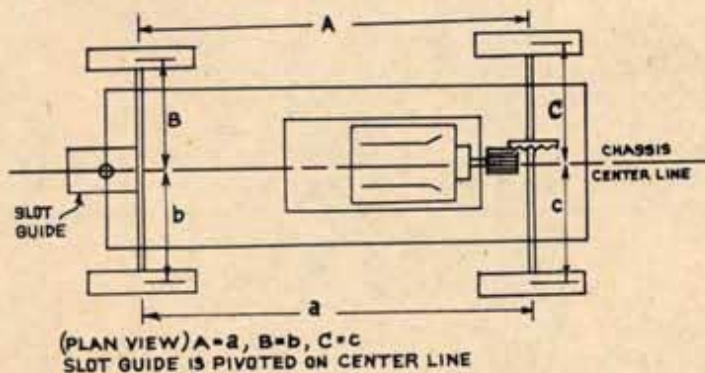 A
B
C
CHASSIS
CENTER LINE
SLOT
GUIDE
b
c
a
(PLAN VIEW) A=a, B=b, C=c
SLOT GUIDE IS PIVOTED ON CENTER LINE